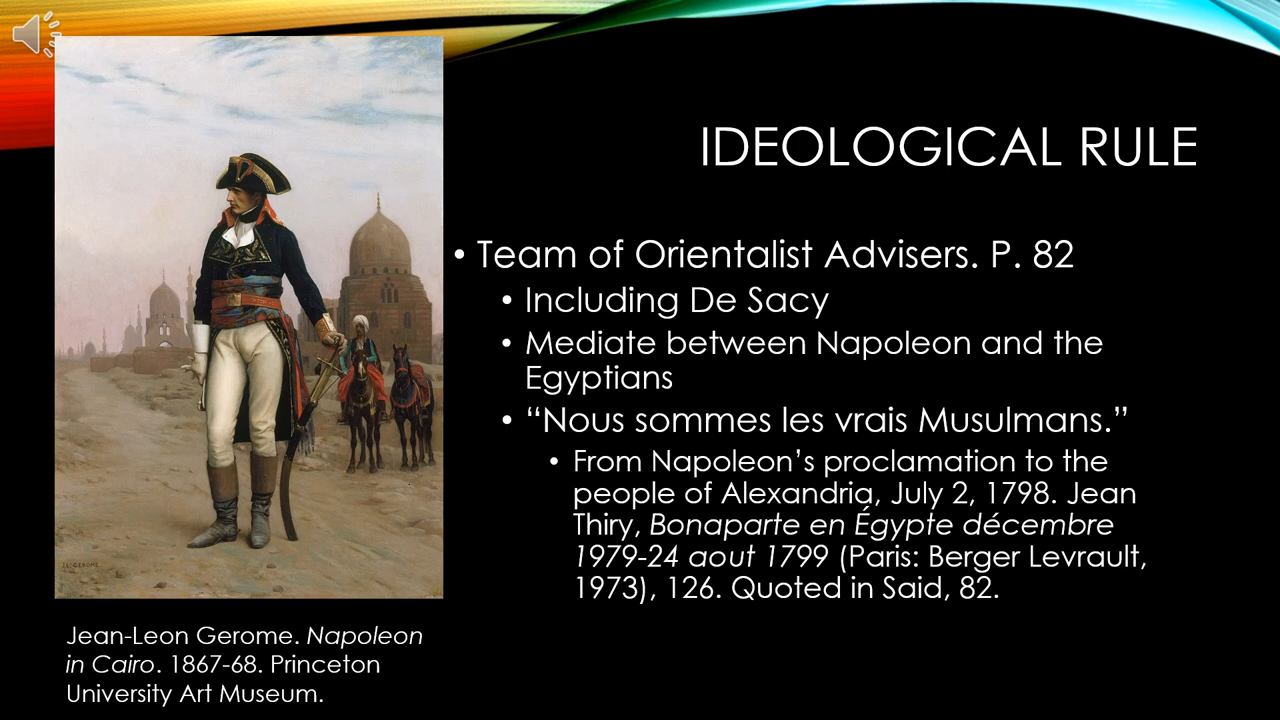 IDEOLOGICAL RULE
• Team of Orientalist Advisers. P. 82
• Including De Sacy
• Mediate between Napoleon and the
Egyptians
• “Nous sommes les vrais Musulmans.”
• From Napoleon’s proclamation to the
people of Alexandria, July 2, 1798. Jean
Thiry, Bonaparte en Égypte décembre
1979-24 aout 1799 (Paris: Berger Levrault,
1973), 126. Quoted in Said, 82.
J.L. GEROME
Jean-Leon Gerome. Napoleon
in Cairo. 1867-68. Princeton
University Art Museum.